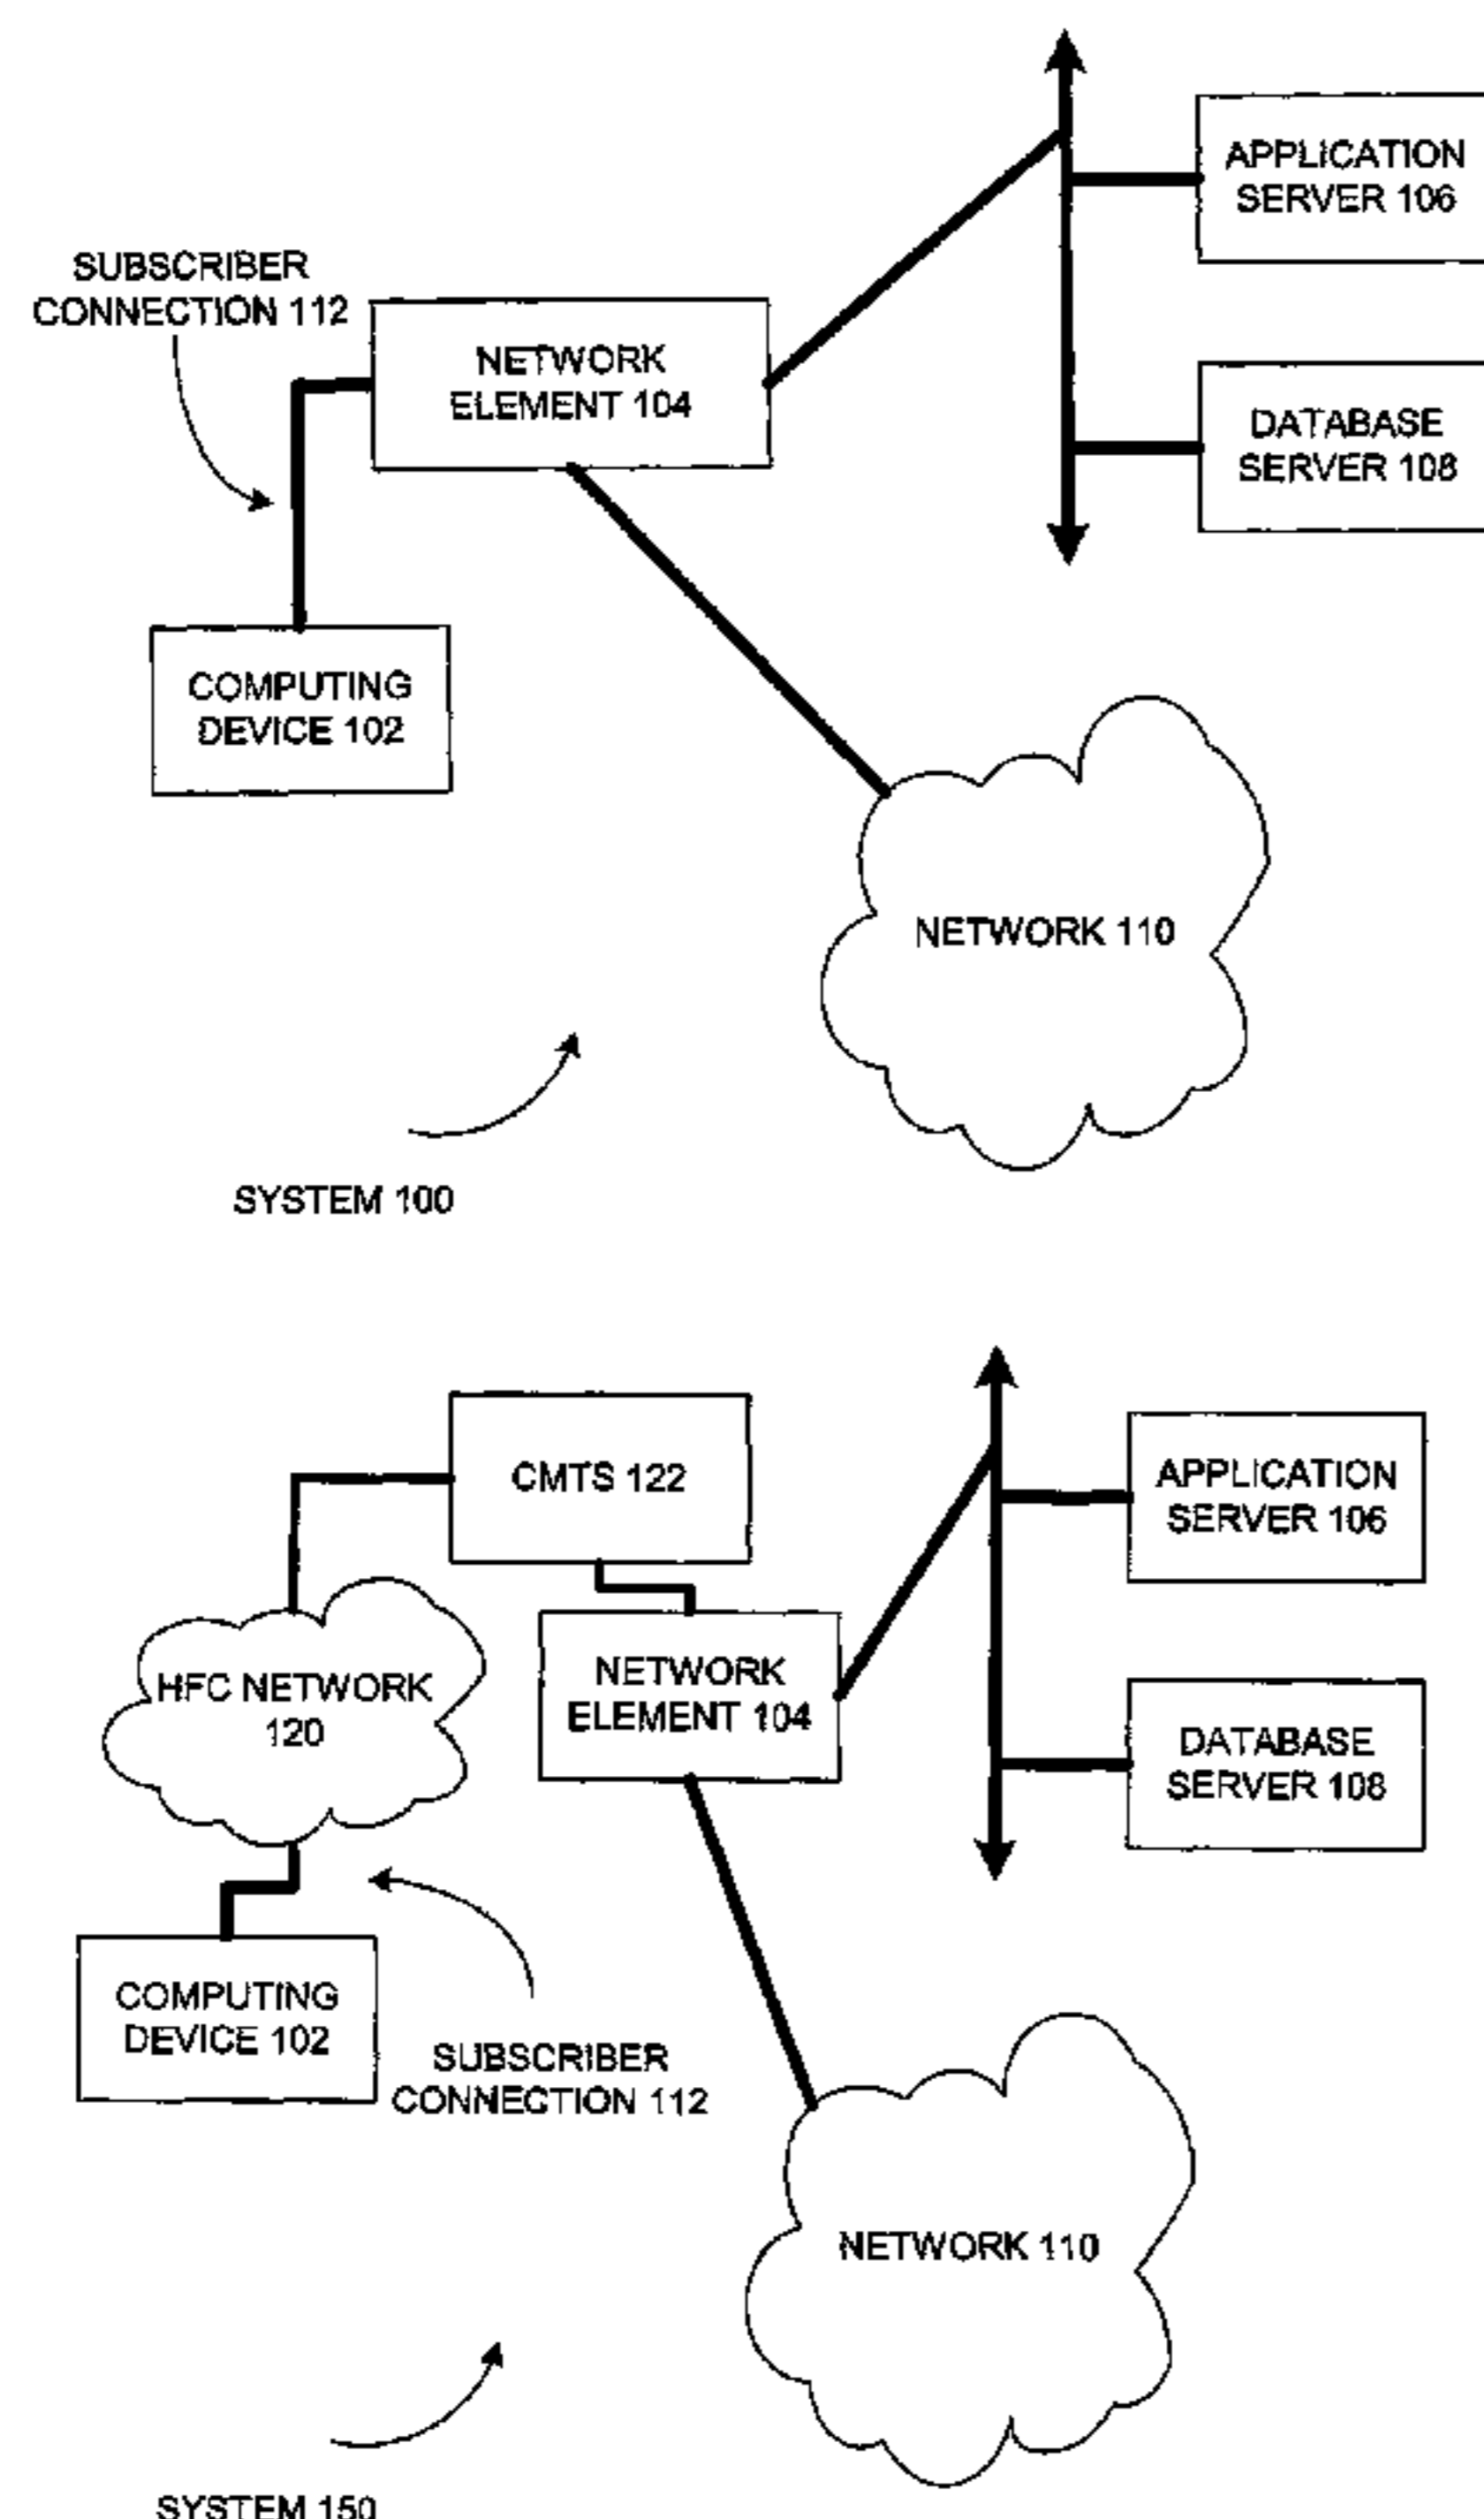 APPLICATION
SERVER 106
SUBSCRIBER
CONNECTION 112
NETWORK
ELEMENT 104
DATABASE
SERVER 108
COMPUTING
DEVICE 102
NETWORK 110
SYSTEM 100
CMTS 122
APPLICATION
SERVER 106
HFC NETWORK
120
NETWORK
ELEMENT 104
DATABASE
SERVER 108
COMPUTING
DEVICE 102
SUBSCRIBER
CONNECTION 112
NETWORK 110
SYSTEM 150